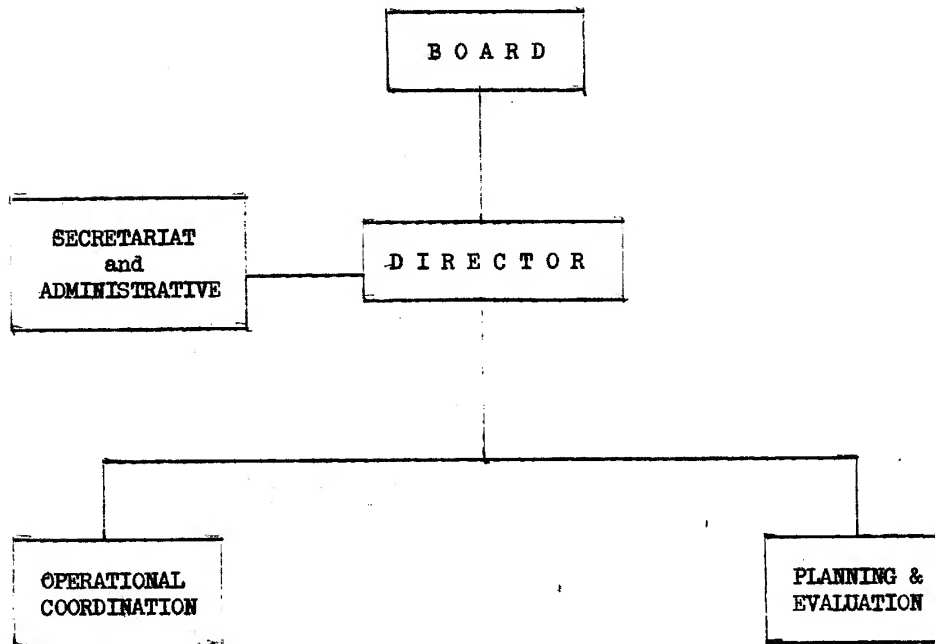 BOARD
SECRETARIAT
and
ADMINISTRATIVE
DIRECTOR
OPERATIONAL
COORDINATION
PLANNING &
EVALUATION